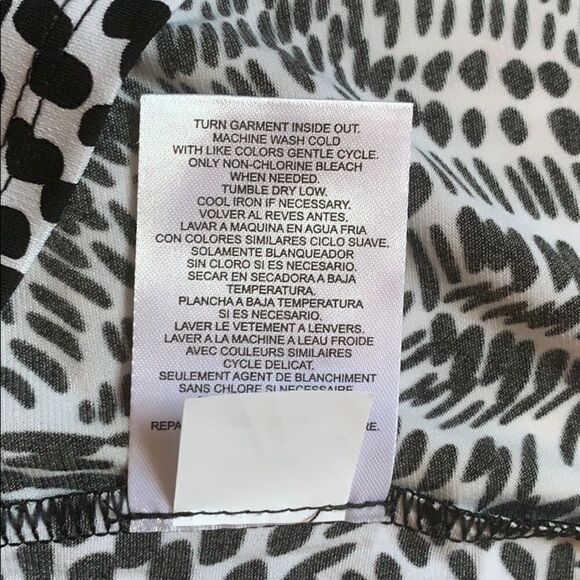 TURN GARMENT INSIDE OUT.
MACHINE WASH COLD
WITH LIKE COLORS GENTLE CYCLE.
ONLY NON-CHLORINE BLEACH
WHEN NEEDED.
TUMBLE DRY LOW.
COOL IRON IF NECESSARY.
VOLVER AL REVES ANTES.
LAVAR A MAQUINA EN AGUA FRIA
CON COLORES SIMILARES CICLO SUAVE.
SOLAMENTE BLANQUEADOR
SIN CLORO SI ES NECESARIO.
SECAR EN SECADORA A BAJA
TEMPERATURA.
PLANCHA A BAJA TEMPERATURA
SI ES NECESARIO.
LAVER LE VETEMENT A L'ENVERS.
LAVER A LA MACHINE A L'EAU FROIDE
AVEC COULEURS SIMILAIRES
CYCLE DELICAT.
SEULEMENT AGENT DE BLANCHIMENT
SANS CHLORE SI NECESSAIRE